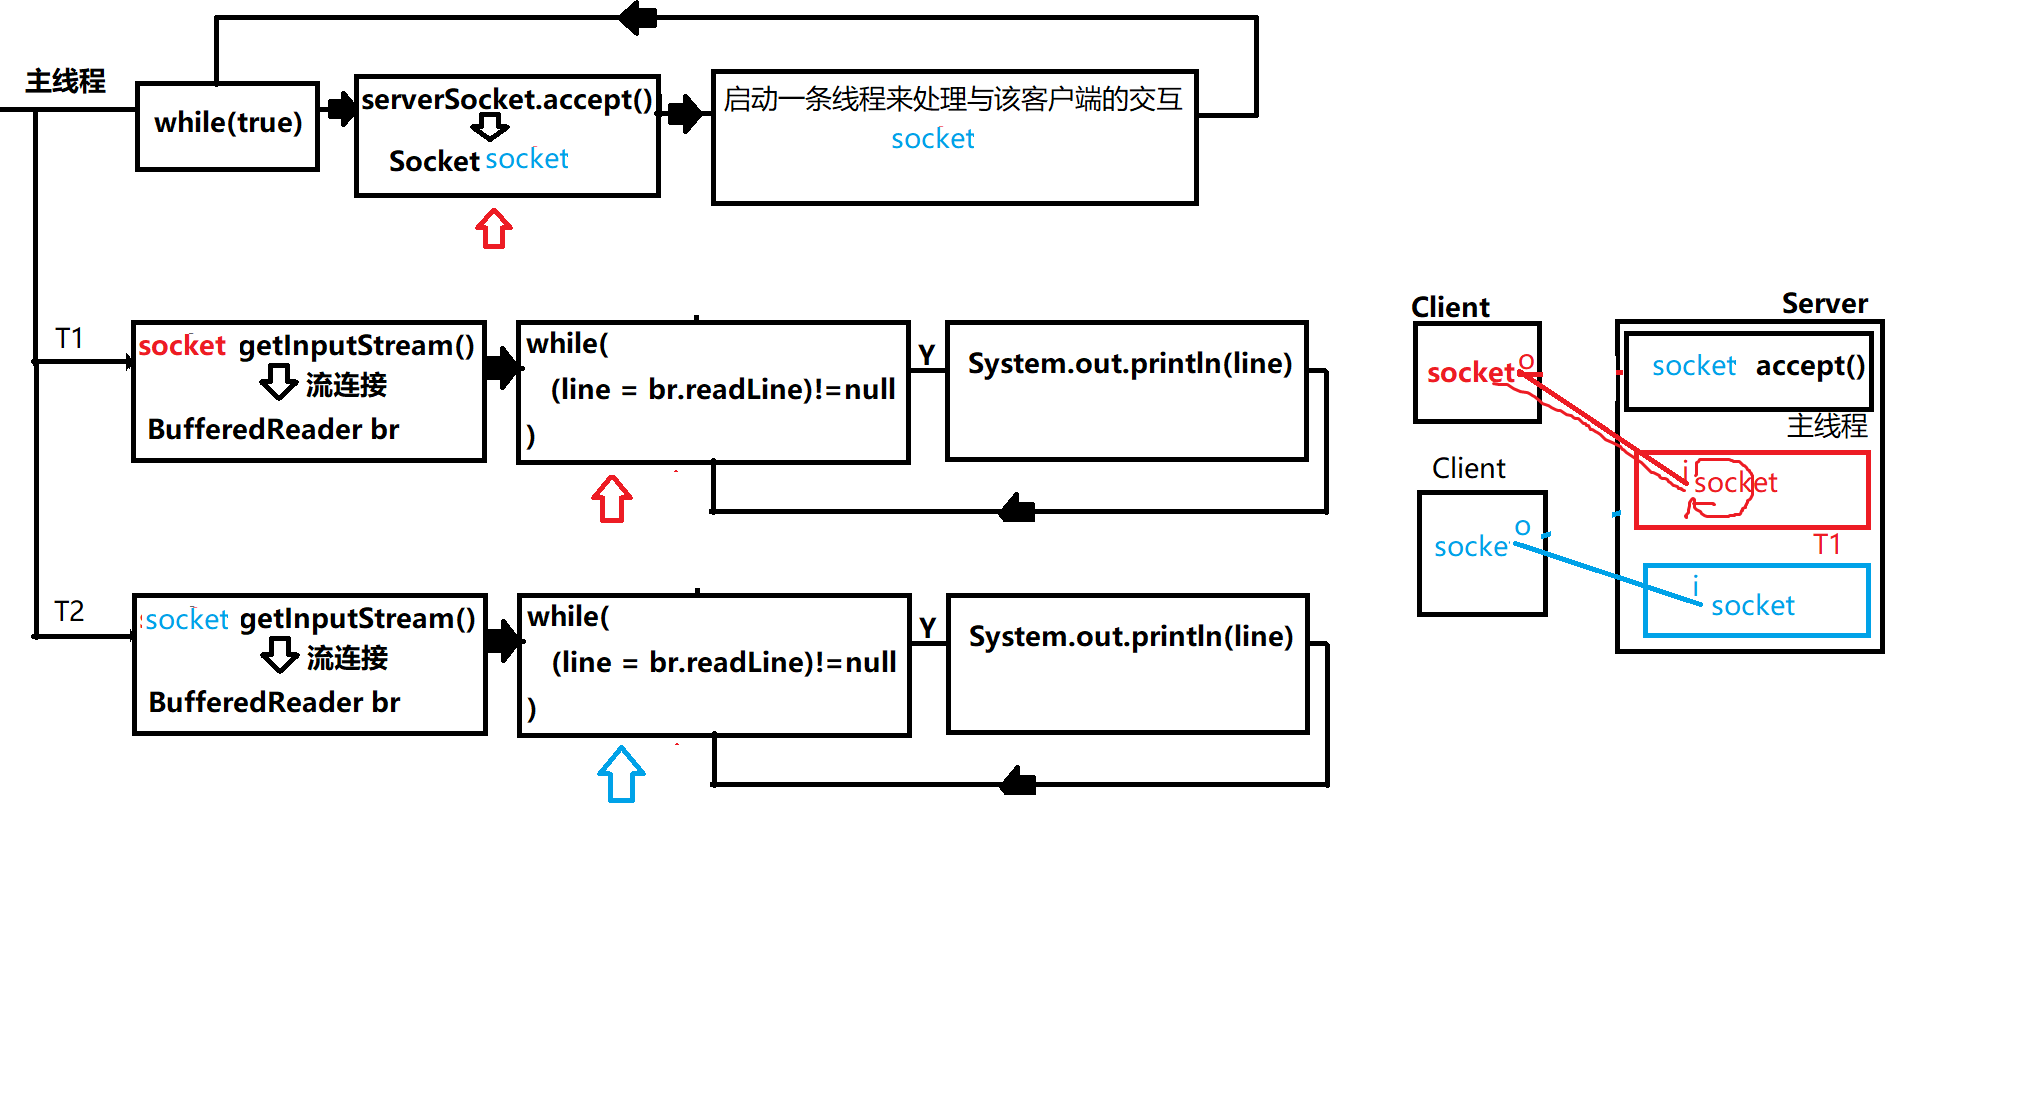 主线程
while(true)
serverSocket.accept()
Socket socket
启动一条线程来处理与该客户端的交互
socket
T1
socket getInputStream()
流连接
BufferedReader br
while(
(line = br.readLine)!=null
)
Y
System.out.println(line)
T2
socket getInputStream()
流连接
BufferedReader br
while(
(line = br.readLine)!=null
)
Y
System.out.println(line)
Client
socket
o
Client
socke
o
Server
socket accept()
主线程
i
socket
T1
i
socket